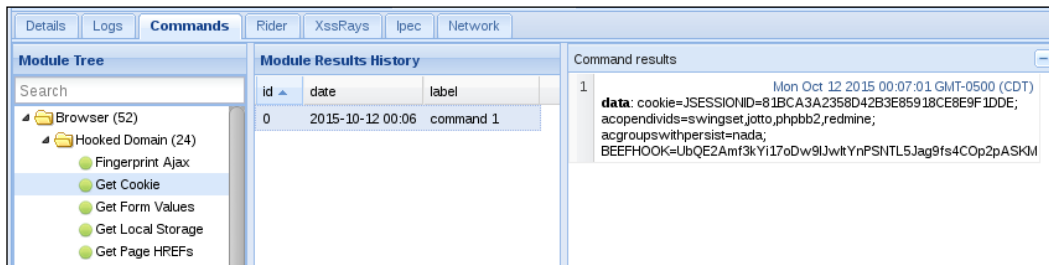 Details Logs Commands Rider XssRays Ipec Network
Module Tree
Search
Browser (52)
Hooked Domain (24)
Fingerprint Ajax
Get Cookie
Get Form Values
Get Local Storage
Get Page HREFs
Module Results History
id date label
0 2015-10-12 00:06 command 1
Command results
1 Mon Oct 12 2015 00:07:01 GMT-0500 (CDT)
data: cookie=JSESSIONID=81BCA3A2358D42B3E85918CE8E9F1DDE;
acopendivids=swingset,jotto,phpbb2,redmine;
acgroupswithpersist=nada;
BEEFHOOK=UbQE2Amf3kYi17oDw9IJwItYnPSNTL5Jag9fs4COp2pASKM